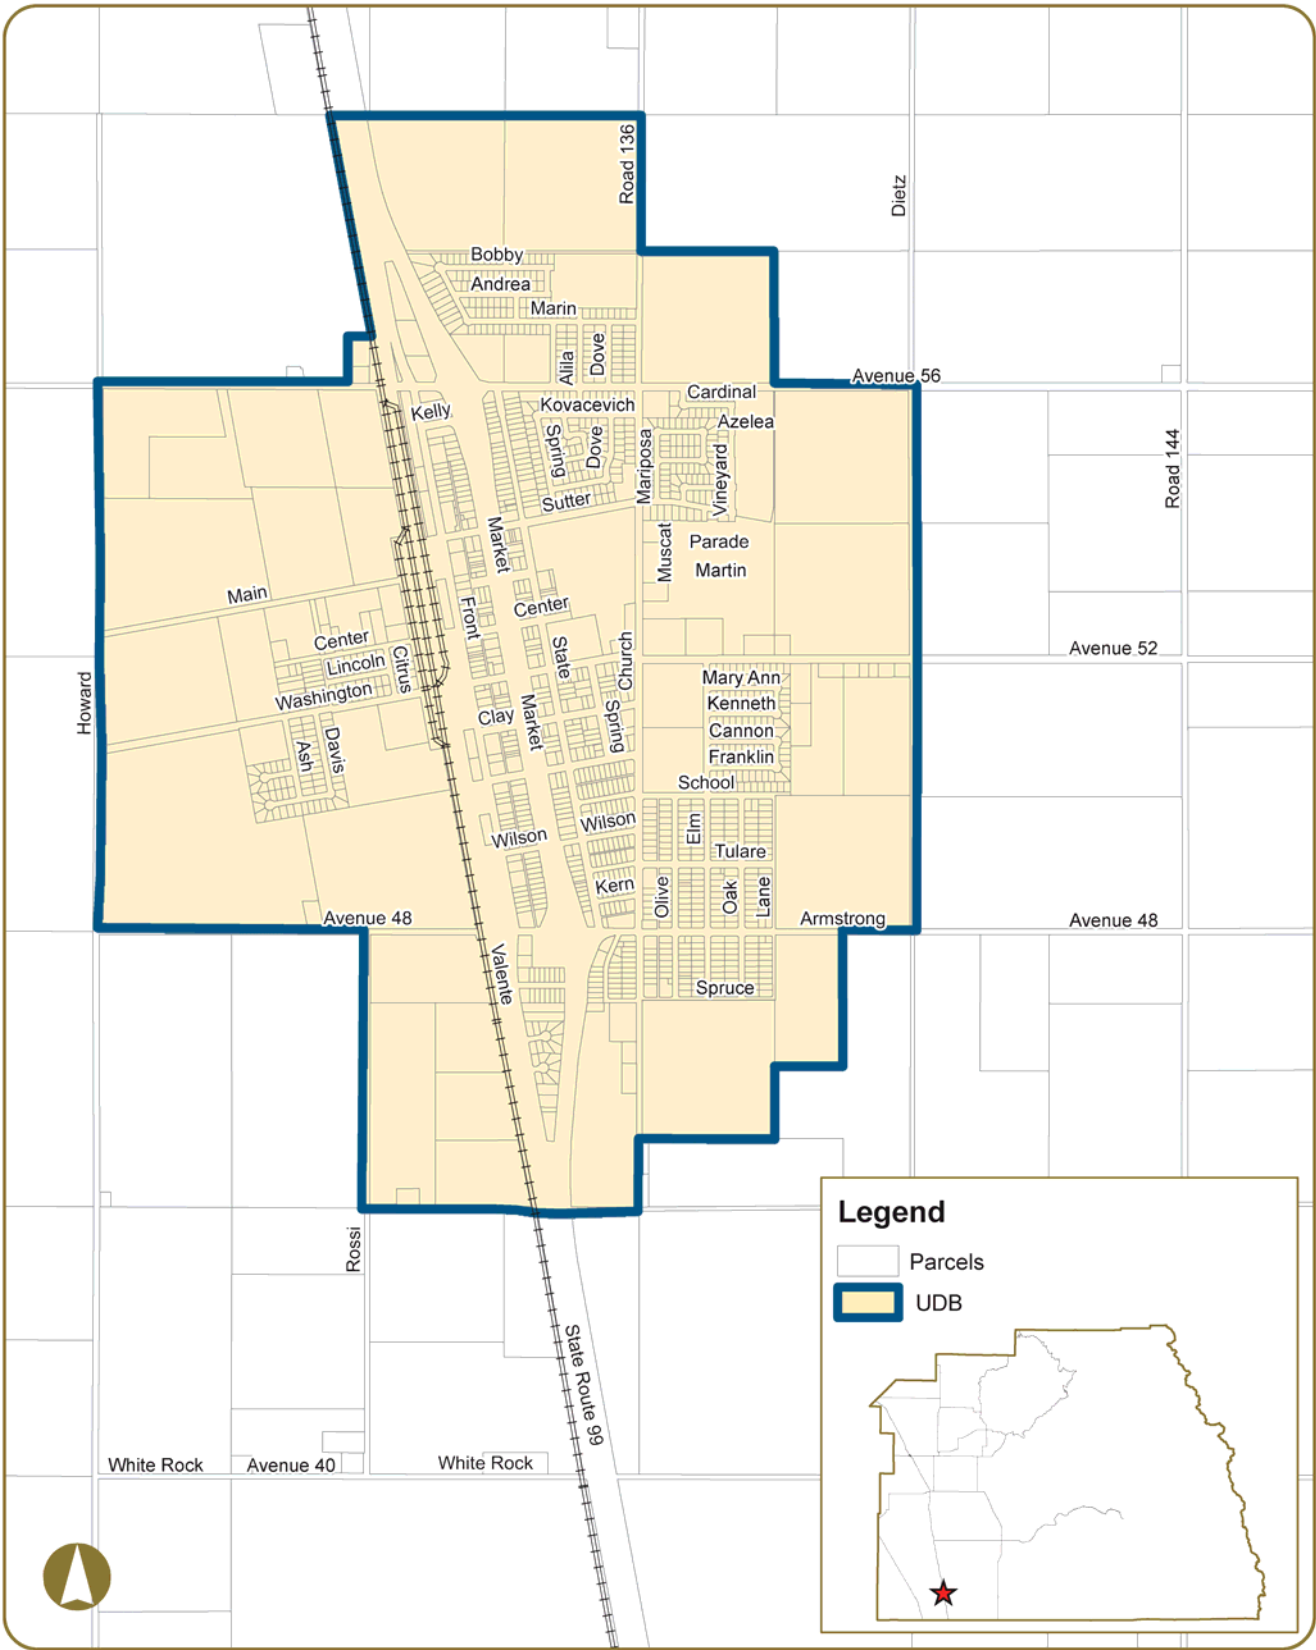 Road 136
Dietz
Bobby
Andrea
Marin
Alila
Dove
Avenue 56
Cardinal
Kovacevich
Kelly
Azelea
Spring
Dove
Mariposa
Vineyard
Road 144
Sutter
Market
Muscat
Parade
Martin
Main
Front
Center
Center
Lincoln
Citrus
State
Church
Avenue 52
Washington
Mary Ann
Kenneth
Howard
Clay
Market
Spring
Cannon
Franklin
Ash
Davis
School
Wilson
Wilson
Elm
Tulare
Kern
Olive
Oak
Lane
Avenue 48
Armstrong
Avenue 48
Valente
Spruce
Rossi
State Route 99
White Rock
Avenue 40
White Rock
Legend
Parcels
UDB